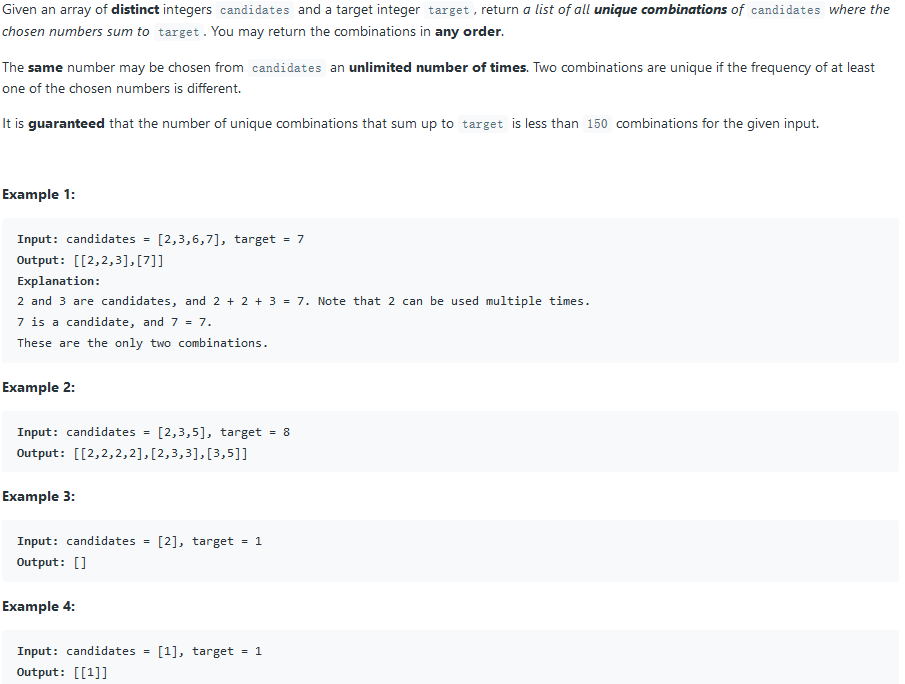 Given an array of distinct integers candidates and a target integer target, return a list of all unique combinations of candidates where the
chosen numbers sum to target. You may return the combinations in any order.
The same number may be chosen from candidates an unlimited number of times. Two combinations are unique if the frequency of at least
one of the chosen numbers is different.
It is guaranteed that the number of unique combinations that sum up to target is less than 150 combinations for the given input.
Example 1:
Input: candidates = [2,3,6,7], target = 7
Output: [[2,2,3],[7]]
Explanation:
2 and 3 are candidates, and 2 + 2 + 3 = 7. Note that 2 can be used multiple times.
7 is a candidate, and 7 = 7.
These are the only two combinations.
Example 2:
Input: candidates = [2,3,5], target = 8
Output: [[2,2,2,2],[2,3,3],[3,5]]
Example 3:
Input: candidates = [2], target = 1
Output: []
Example 4:
Input: candidates = [1], target = 1
Output: [[1]]